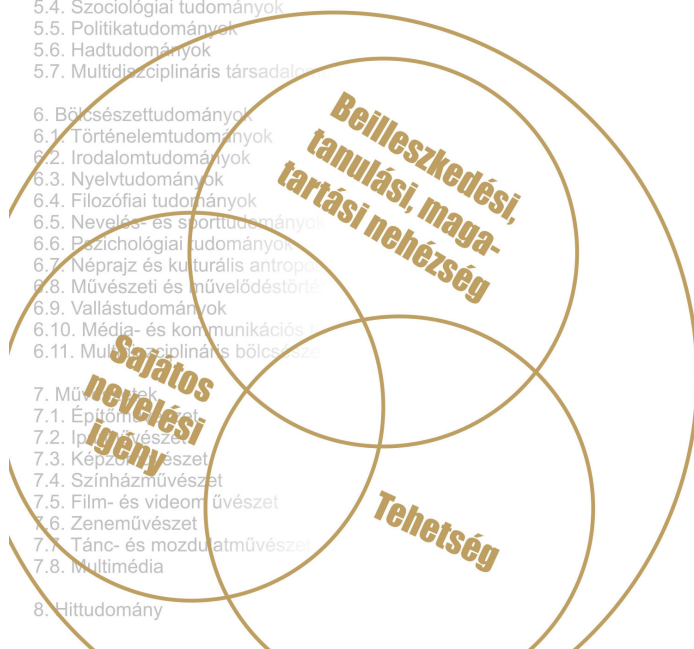 5.4. Szociológiai tudományok
5.5. Politikatudományok
5.6. Hadtudományok
5.7. Multidiszciplináris
6. Bölcsészettudományok
6.1. Történelemtudományok
6.2. Irodalomtudományok
6.3. Nyelvtudományok
6.4. Filozófiai tudományok
6.5. Nevelés- és sporttudományok
6.6. Pszichológiai tudományok
6.7. Néprajz és kulturális
6.8. Művészeti és
6.9. Vallástudományok
6.10. Média- és kommunikációs
6.11. Multidiszciplináris
7. Művészetek
7.1. Építőművészet
7.2. Iparművészet
7.3. Képzőművészet
7.4. Színházművészet
7.5. Film- és videom űvészet
7.6. Zeneművészet
7.7. Tánc- és mozdulatművészet
7.8. Multimédia
8. Hittudomány
Beilleszkedési,
tanulási, maga-
tartási nehézség
Sajátos
nevelési
igény
Tehetség